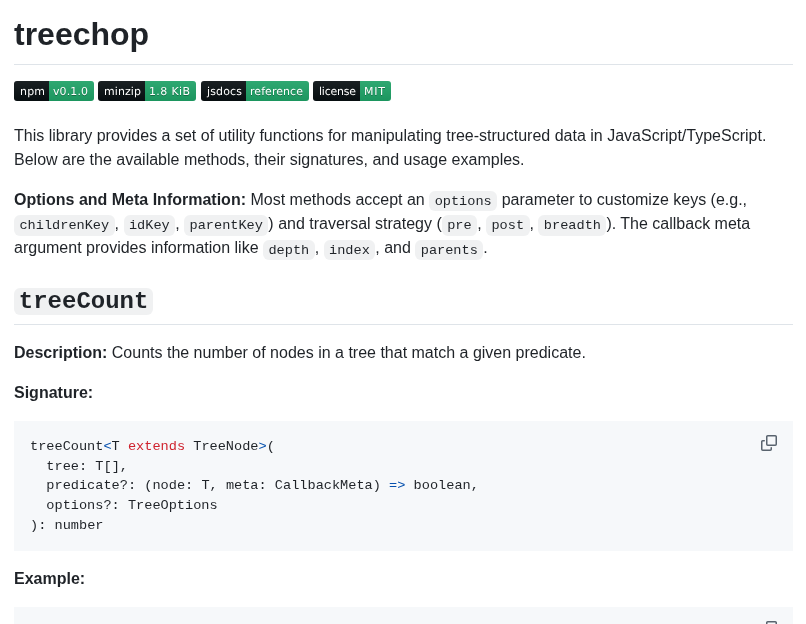 treechop
npm v0.1.0 minzip 1.8 KiB jsdocs reference license MIT
This library provides a set of utility functions for manipulating tree-structured data in JavaScript/TypeScript.
Below are the available methods, their signatures, and usage examples.
Options and Meta Information: Most methods accept an options parameter to customize keys (e.g.,
childrenKey, idKey, parentKey) and traversal strategy (pre, post, breadth). The callback meta
argument provides information like depth, index, and parents.
treeCount
Description: Counts the number of nodes in a tree that match a given predicate.
Signature:
treeCount<T extends TreeNode>(
  tree: T[],
  predicate?: (node: T, meta: CallbackMeta) => boolean,
  options?: TreeOptions
): number
Example: